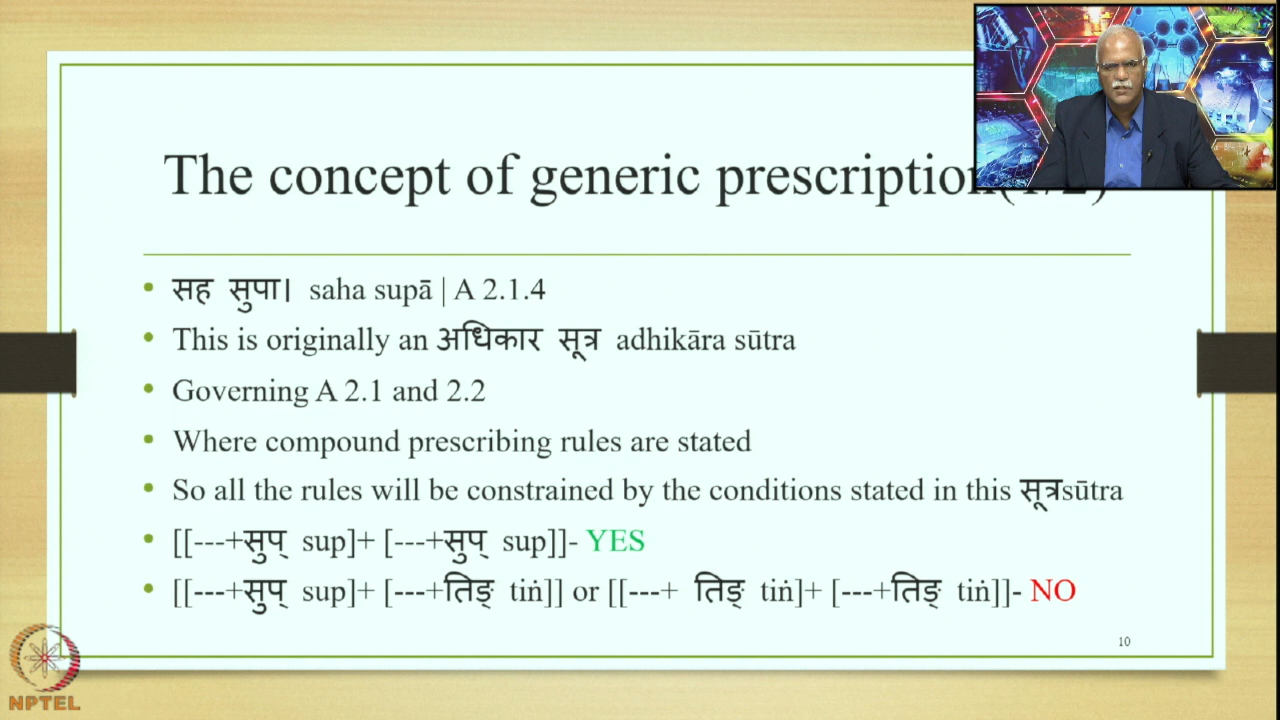 The concept of generic prescription(1/2)
सह सुपा। saha supā | A 2.1.4
This is originally an अधिकार सूत्र adhikāra sūtra
Governing A 2.1 and 2.2
Where compound prescribing rules are stated
So all the rules will be constrained by the conditions stated in this सूत्रsūtra
[[---+सुप् sup]+ [---+सुप् sup]]- YES
[[---+सुप् sup]+ [---+तिङ् tiṅ]] or [[---+ तिङ् tiṅ]+ [---+तिङ् tiṅ]]- NO
10
NPTEL